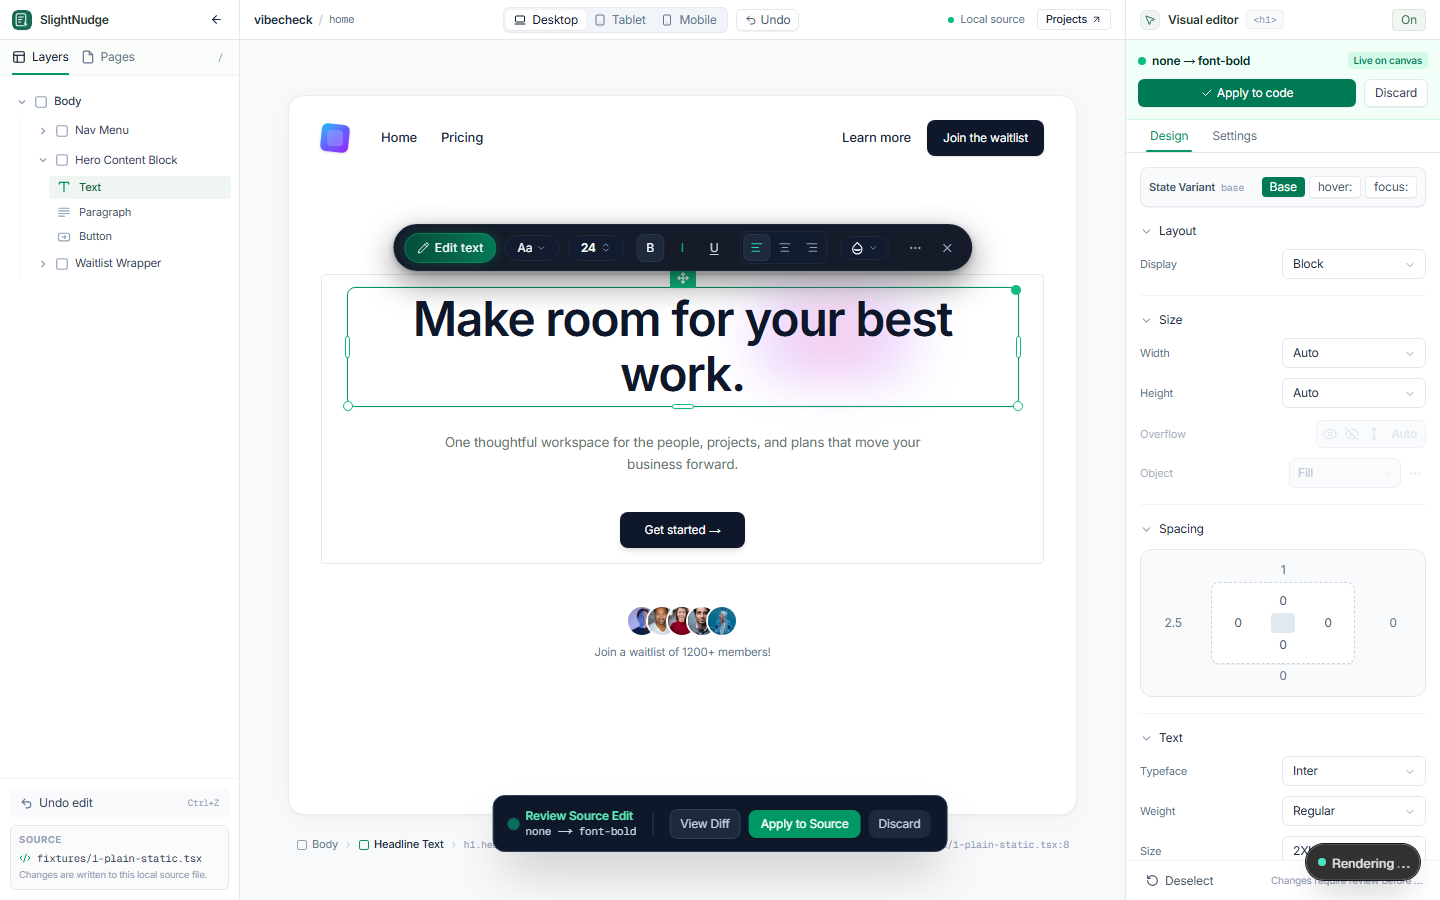 SlightNudge
vibecheck / home
Desktop
Tablet
Mobile
Undo
Local source
Projects
Visual editor
<h1>
On
Layers
Pages
/
none → font-bold
Live on canvas
Apply to code
Discard
Body
Nav Menu
Hero Content Block
Text
Paragraph
Button
Waitlist Wrapper
Home
Pricing
Learn more
Join the waitlist
Edit text
Aa
24
B
I
U
Make room for your best
work.
One thoughtful workspace for the people, projects, and plans that move your
business forward.
Get started →
Join a waitlist of 1200+ members!
Design
Settings
State Variant base
Base
hover:
focus:
Layout
Display
Block
Size
Width
Auto
Height
Auto
Overflow
Auto
Object
Fill
Spacing
1
0
2.5
0
0
0
0
0
Text
Typeface
Inter
Weight
Regular
Size
Rendering ...
Deselect
Changes require review before ...
Undo edit
Ctrl+Z
SOURCE
fixtures/1-plain-static.tsx
Changes are written to this local source file.
Review Source Edit
none → font-bold
View Diff
Apply to Source
Discard
Body
Headline Text
/1-plain-static.tsx:8